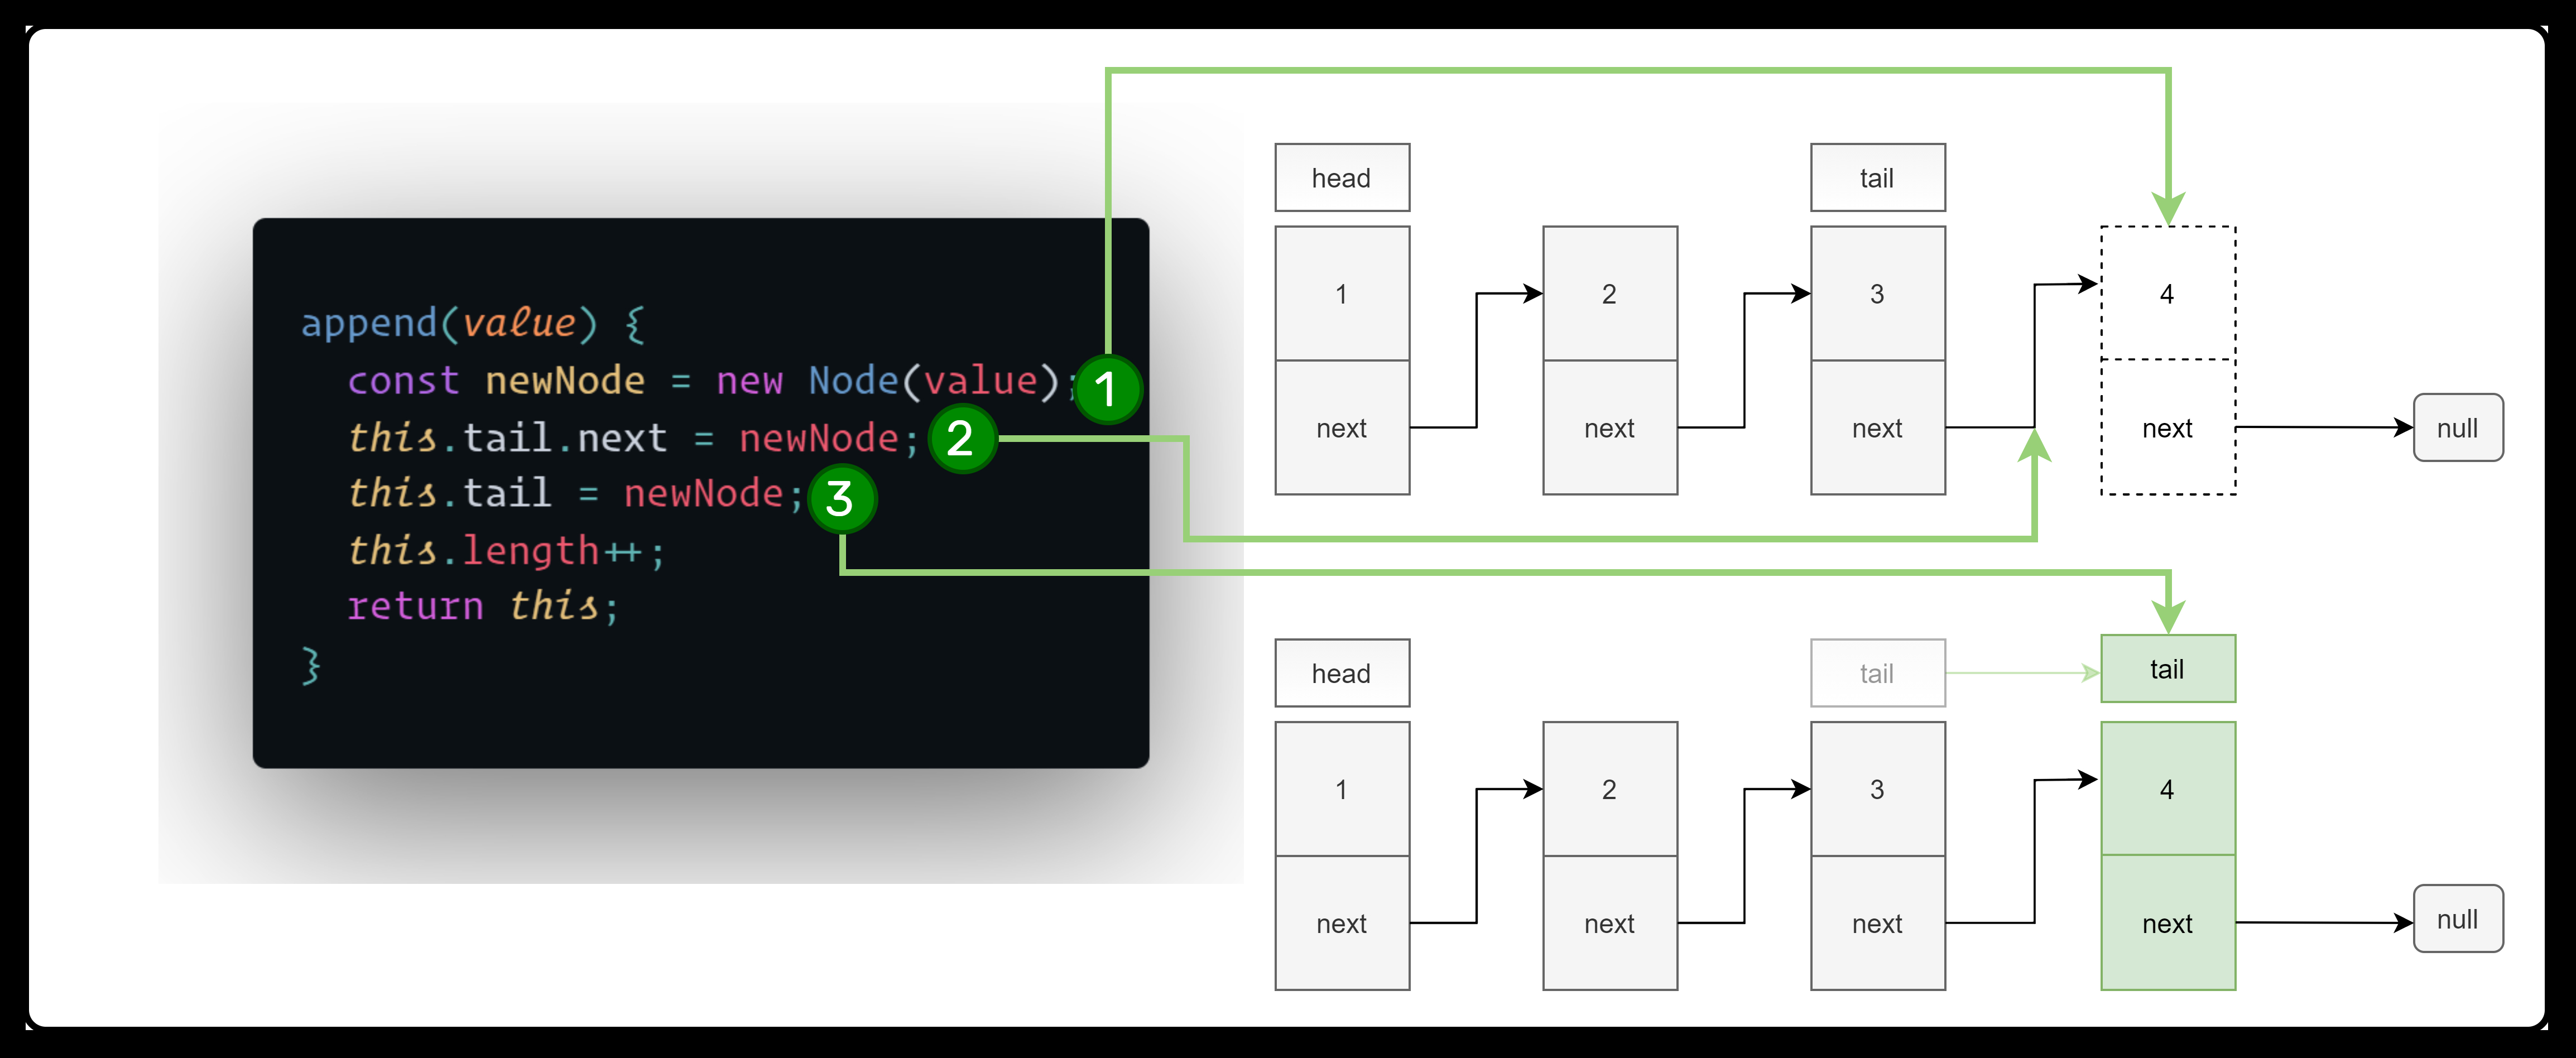 append(value) {
const newNode = new Node(value); 1
this.tail.next = newNode; 2
this.tail = newNode; 3
this.length++;
return this;
}
head tail
1 2 3 4
next next next next null
head tail tail
1 2 3 4
next next next next null